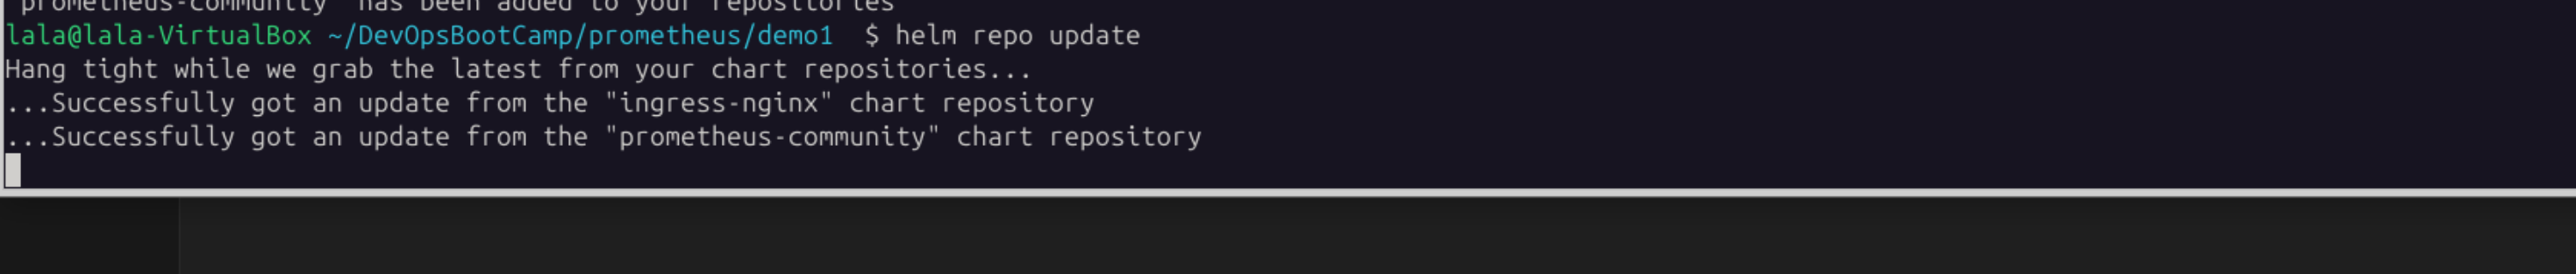 prometheus-community" has been added to your repositories
lala@lala-VirtualBox ~/DevOpsBootCamp/prometheus/demo1 $ helm repo update
Hang tight while we grab the latest from your chart repositories...
...Successfully got an update from the "ingress-nginx" chart repository
...Successfully got an update from the "prometheus-community" chart repository